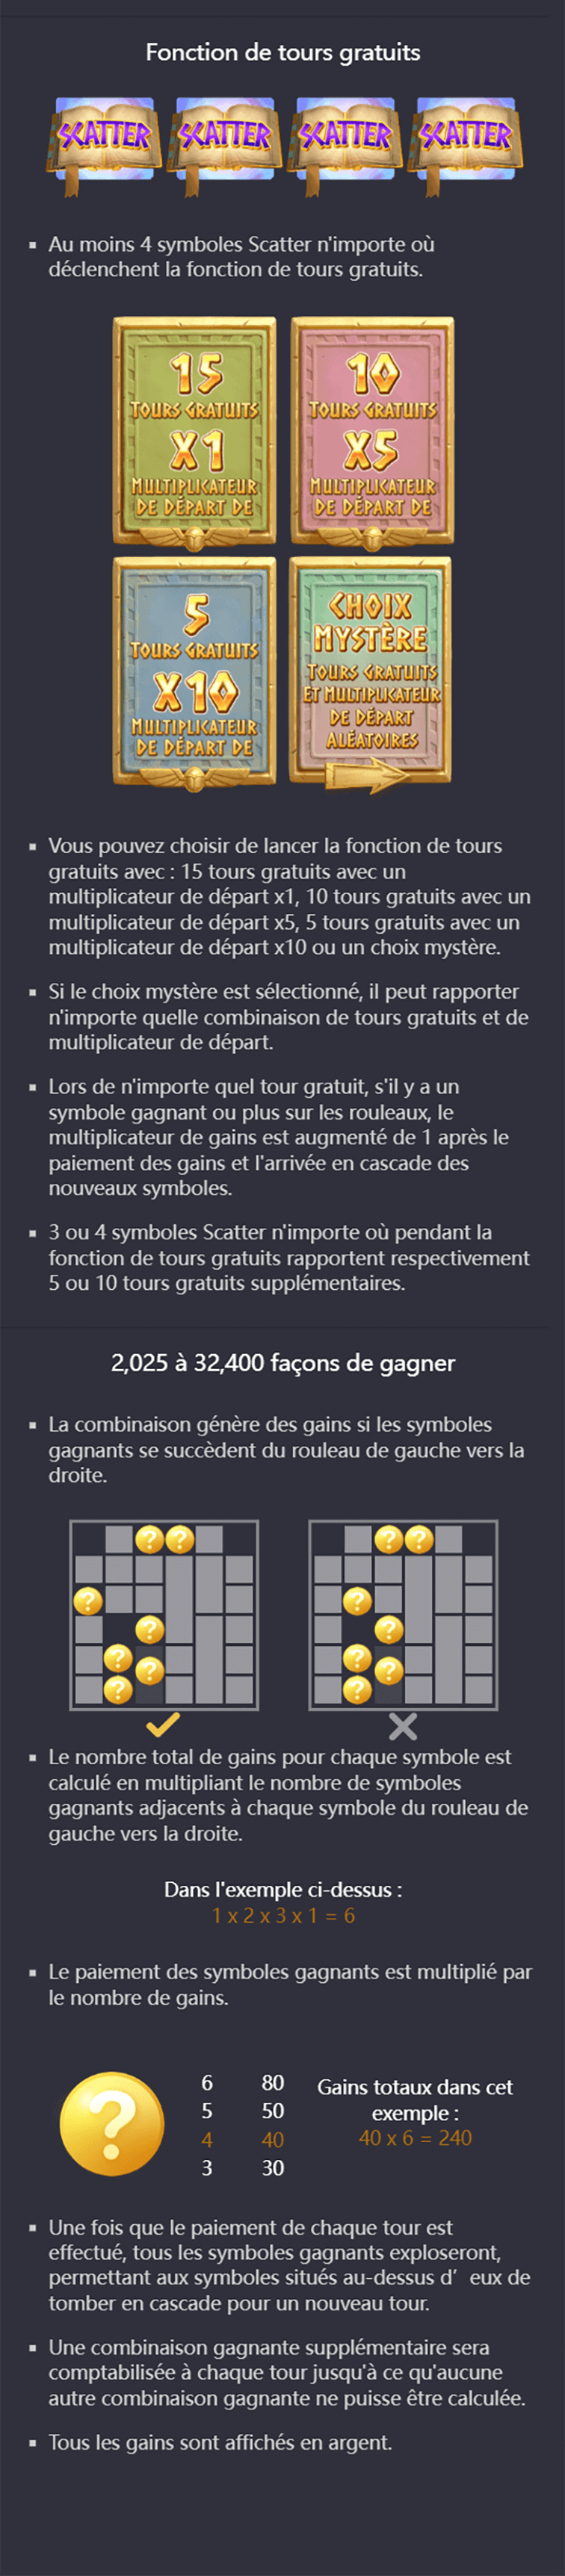 Fonction de tours gratuits
SCATTER SCATTER SCATTER SCATTER
▪ Au moins 4 symboles Scatter n'importe où
déclenchent la fonction de tours gratuits.
15
TOURS GRATUITS
X1
MULTIPLICATEUR
DE DÉPART DE
10
TOURS GRATUITS
X5
MULTIPLICATEUR
DE DÉPART DE
5
TOURS GRATUITS
X10
MULTIPLICATEUR
DE DÉPART DE
CHOIX
MYSTÈRE
TOURS GRATUITS
ET MULTIPLICATEUR
DE DÉPART
ALÉATOIRES
▪ Vous pouvez choisir de lancer la fonction de tours
gratuits avec : 15 tours gratuits avec un
multiplicateur de départ x1, 10 tours gratuits avec un
multiplicateur de départ x5, 5 tours gratuits avec un
multiplicateur de départ x10 ou un choix mystère.
▪ Si le choix mystère est sélectionné, il peut rapporter
n'importe quelle combinaison de tours gratuits et de
multiplicateur de départ.
▪ Lors de n'importe quel tour gratuit, s'il y a un
symbole gagnant ou plus sur les rouleaux, le
multiplicateur de gains est augmenté de 1 après le
paiement des gains et l'arrivée en cascade des
nouveaux symboles.
▪ 3 ou 4 symboles Scatter n'importe où pendant la
fonction de tours gratuits rapportent respectivement
5 ou 10 tours gratuits supplémentaires.
2,025 à 32,400 façons de gagner
▪ La combinaison génère des gains si les symboles
gagnants se succèdent du rouleau de gauche vers la
droite.
? ? ? ? ? ? ?
? ? ? ? ? ? ?
▪ Le nombre total de gains pour chaque symbole est
calculé en multipliant le nombre de symboles
gagnants adjacents à chaque symbole du rouleau de
gauche vers la droite.
Dans l'exemple ci-dessus :
1 x 2 x 3 x 1 = 6
▪ Le paiement des symboles gagnants est multiplié par
le nombre de gains.
?
6 80
5 50
4 40
3 30
Gains totaux dans cet
exemple :
40 x 6 = 240
▪ Une fois que le paiement de chaque tour est
effectué, tous les symboles gagnants exploseront,
permettant aux symboles situés au-dessus d’ eux de
tomber en cascade pour un nouveau tour.
▪ Une combinaison gagnante supplémentaire sera
comptabilisée à chaque tour jusqu'à ce qu'aucune
autre combinaison gagnante ne puisse être calculée.
▪ Tous les gains sont affichés en argent.